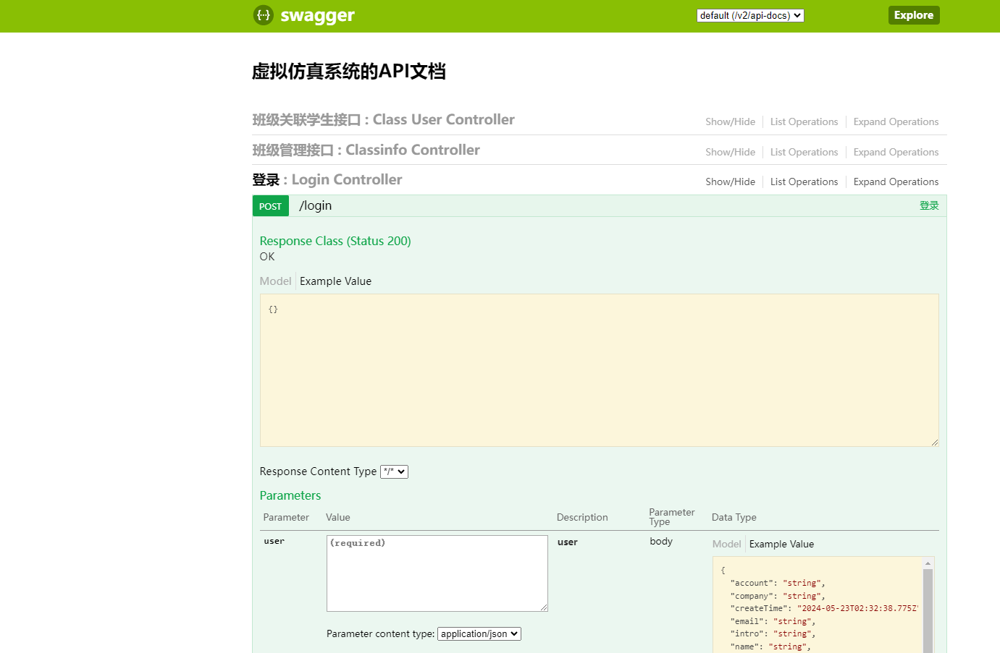 swagger
default (/v2/api-docs)
Explore
虚拟仿真系统的API文档
班级关联学生接口 : Class User Controller
Show/Hide
List Operations
Expand Operations
班级管理接口 : Classinfo Controller
Show/Hide
List Operations
Expand Operations
登录 : Login Controller
Show/Hide
List Operations
Expand Operations
POST
/login
登录
Response Class (Status 200)
OK
Model
Example Value
{}
Response Content Type */*
Parameters
Parameter
Value
Description
Parameter Type
Data Type
user
(required)
user
body
Model
Example Value
{
"account": "string",
"company": "string",
"createTime": "2024-05-23T02:32:38.775Z"
"email": "string",
"intro": "string",
"name": "string",
Parameter content type: application/json